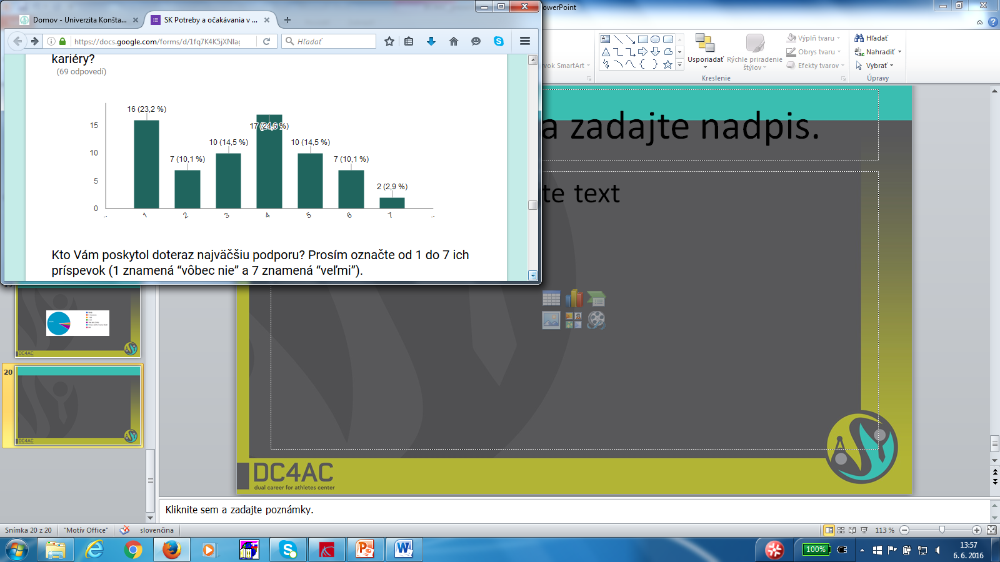 owerPoint
Domov - Univerzita Konšta...
SK Potreby a očakávania v ...
https://docs.google.com/forms/d/1fq7K4K5jXNlag
Hľadať
vok SmartArt
Usporiadať
Rýchle priradenie
štýlov
Výplň tvaru
Obrys tvaru
Efekty tvarov
Kreslenie
Hľadať
Nahradiť
Vybrať
Úpravy
kariéry?
(69 odpovedí)
15
10
5
0
16 (23,2 %)
7 (10,1 %)
10 (14,5 %)
17 (24,6 %)
10 (14,5 %)
7 (10,1 %)
2 (2,9 %)
..
1
2
3
4
5
6
7
..
Kto Vám poskytol doteraz najväčšiu podporu? Prosím označte od 1 do 7 ich
príspevok (1 znamená “vôbec nie” a 7 znamená “veľmi”).
a zadajte nadpis.
te text
19
DC4AC
20
DC4AC
DC4AC
dual career for athletes center
Kliknite sem a zadajte poznámky.
Snímka 20 z 20
"Motív Office"
slovenčina
113 %
100%
13:57
6. 6. 2016